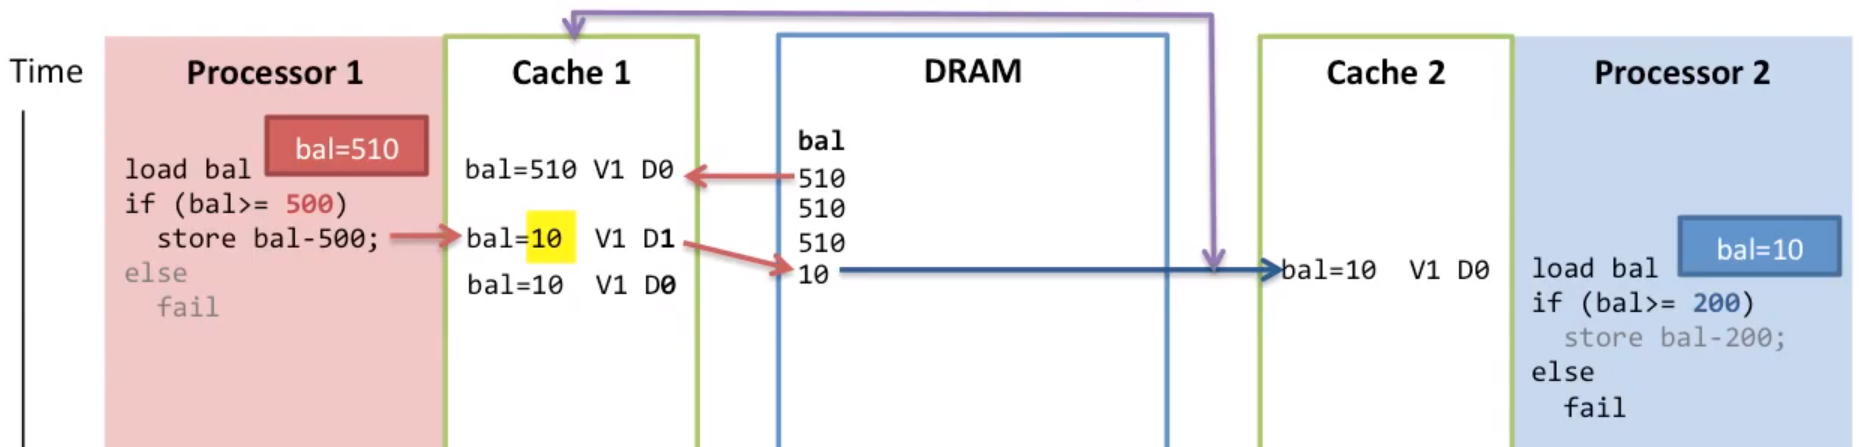 Time
Processor 1
Cache 1
DRAM
Cache 2
Processor 2
bal=510
load bal
if (bal>= 500)
store bal-500;
else
fail
bal=510 V1 D0
bal=10 V1 D1
bal=10 V1 D0
bal
510
510
510
10
bal=10 V1 D0
bal=10
load bal
if (bal>= 200)
store bal-200;
else
fail